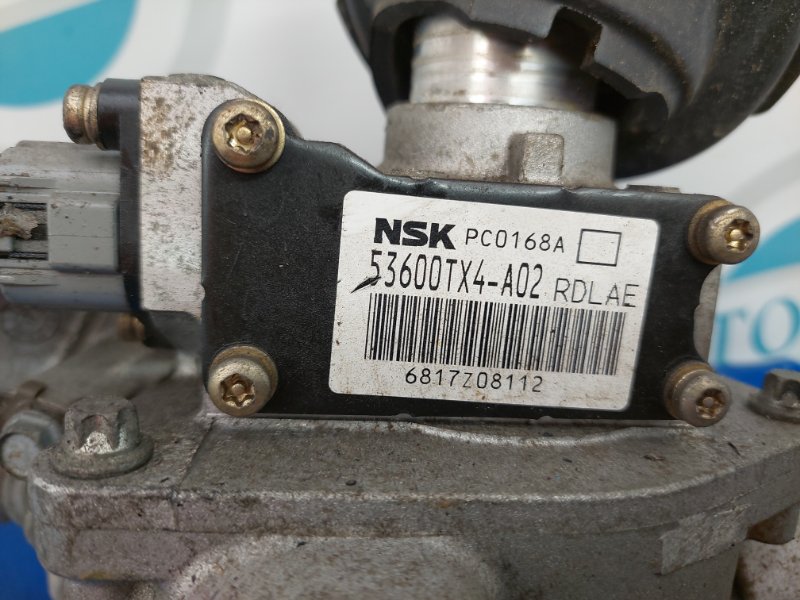 NSK PC0168A
53600TX4-A02 RDLAE
6817Z08112